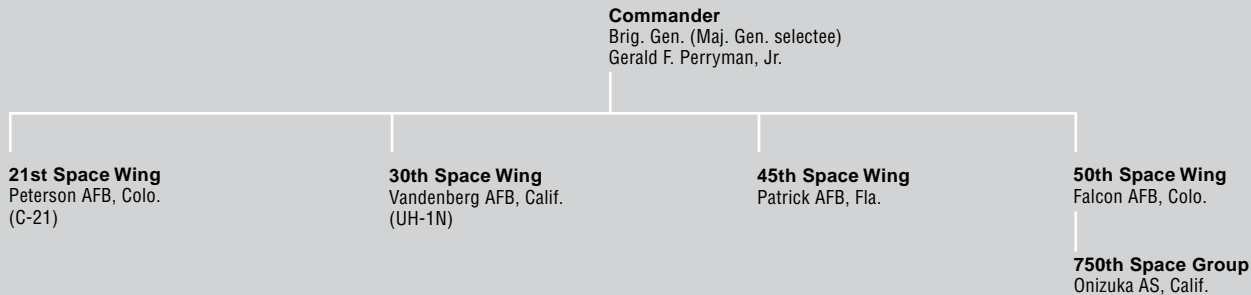 Commander
Brig. Gen. (Maj. Gen. selectee)
Gerald F. Perryman, Jr.
21st Space Wing
Peterson AFB, Colo.
(C-21)
30th Space Wing
Vandenberg AFB, Calif.
(UH-1N)
45th Space Wing
Patrick AFB, Fla.
50th Space Wing
Falcon AFB, Colo.
750th Space Group
Onizuka AS, Calif.